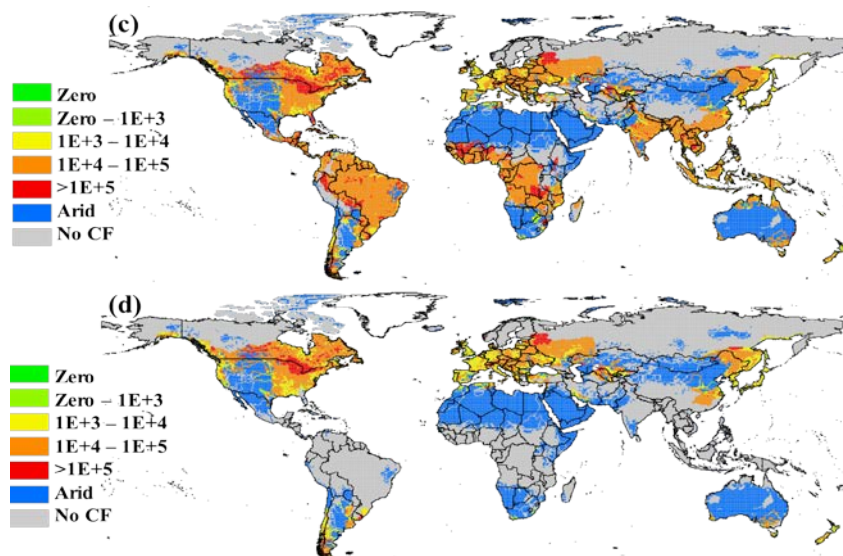 (c)
Zero
Zero – 1E+3
1E+3 – 1E+4
1E+4 – 1E+5
>1E+5
Arid
No CF
(d)
Zero
Zero – 1E+3
1E+3 – 1E+4
1E+4 – 1E+5
>1E+5
Arid
No CF